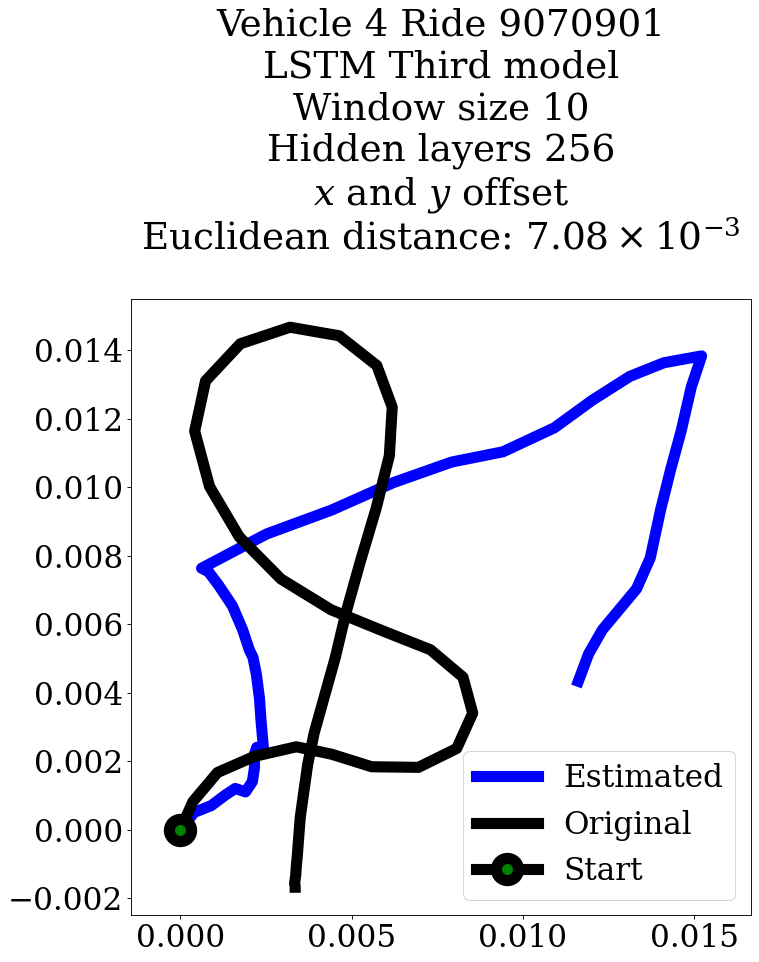 Vehicle 4 Ride 9070901
LSTM Third model
Window size 10
Hidden layers 256
x and y offset
Euclidean distance: 7.08 × 10⁻³
0.014
0.012
0.010
0.008
0.006
0.004
0.002
0.000
−0.002
Estimated
Original
Start
0.000 0.005 0.010 0.015